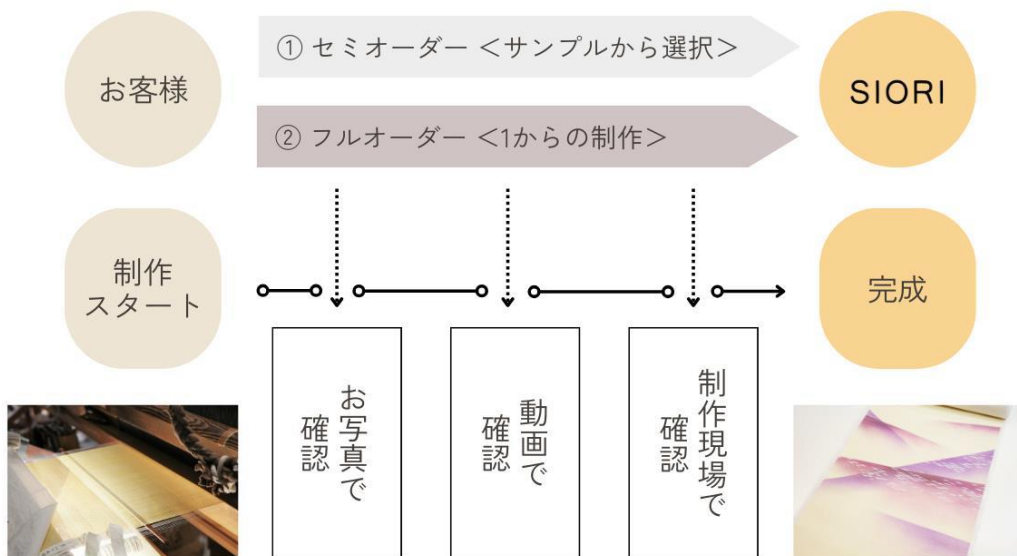 お客様
① セミオーダー ＜サンプルから選択＞
② フルオーダー ＜1からの制作＞
SIORI
制作
スタート
完成
お写真で
確認
動画で
確認
制作現場で
確認